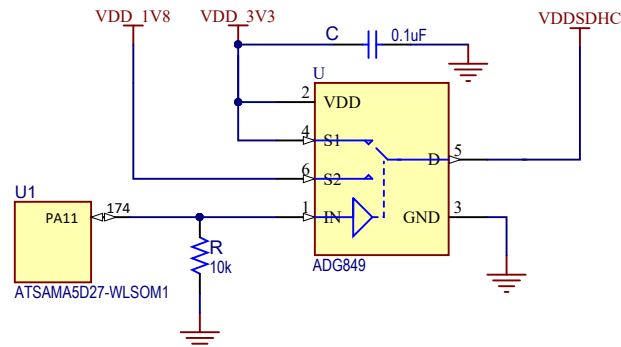 VDD_1V8 VDD_3V3 VDDSDHC
C 0.1uF
U
2 VDD
4 S1
5 D
6 S2
U1
PA11 174 1 IN 3 GND
R
10k
ATSAMA5D27-WLSOM1 ADG849